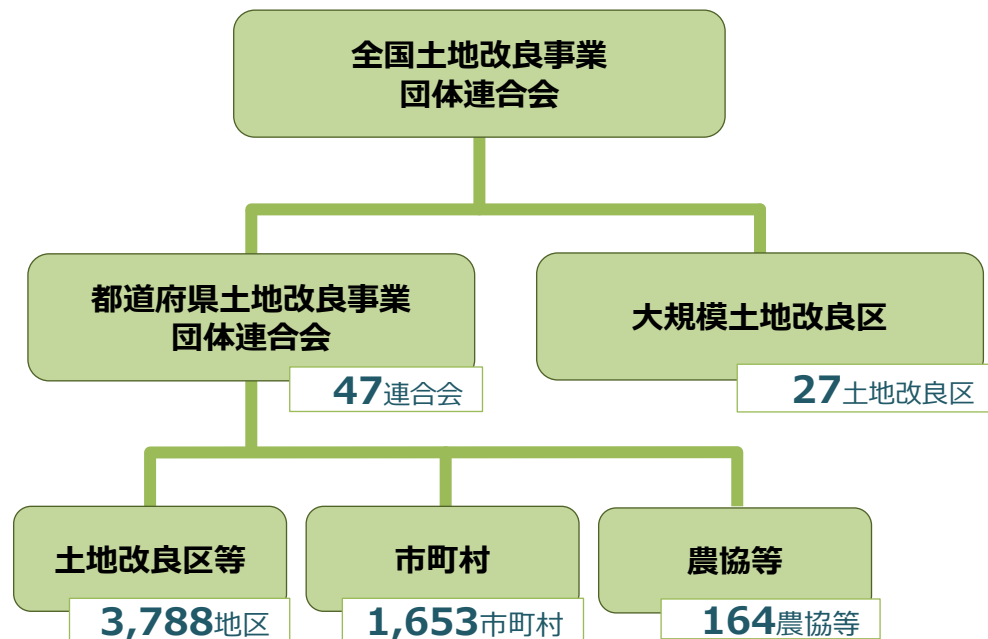 全国土地改良事業
団体連合会
都道府県土地改良事業
団体連合会
47連合会
大規模土地改良区
27土地改良区
土地改良区等
3,788地区
市町村
1,653市町村
農協等
164農協等